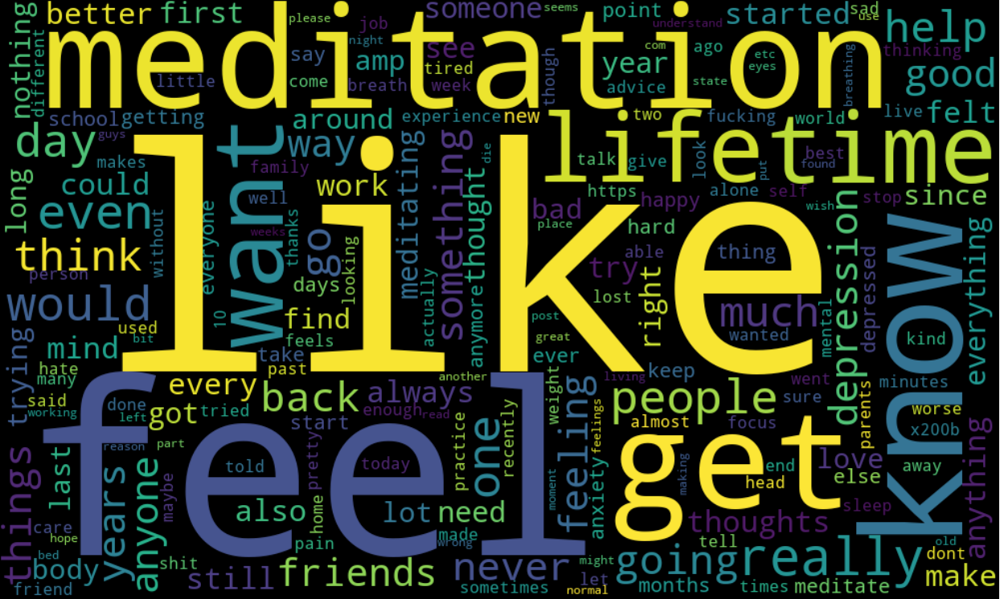 nothing
different
better
first
please
job
night
say
come
little
meditation
someone
seems
see
amp
tired
breath
week
though
point
understand
com
year
ago
advice
state
etc
eyes
started
sad
use
breathing
help
thinking
good
live
felt
school
getting
guys
day
makes
around
way
experience
new
two
fucking
world
lifetime
want
family
well
weeks
work
meditating
something
die
talk
give
look
best
found
put
long
could
even
without
everyone
thanks
go
looking
thought
https
happy
alone
self
wish
stop
since
bad
place
hard
like
think
person
would
10
days
find
feels
actually
anymore
try
able
thing
lost
right
post
great
much
wanted
mental
depression
depressed
know
kind
everything
trying
mind
used
bit
take
past
ever
hate
many
said
working
every
back
always
another
enough
read
weight
living
keep
people
went
sure
minutes
worse
x200b
done
left
got
tried
start
feel
reason
part
told
pretty
today
practice
recently
one
feeling
feelings
almost
focus
get
parents
end
love
head
else
away
anything
things
last
years
anyone
maybe
also
home
lot
need
moment
anxiety
making
thoughts
sleep
care
hope
bed
body
friend
shit
pain
made
wrong
still
friends
never
sometimes
might
let
normal
tell
going
months
really
times
meditate
old
dont
make